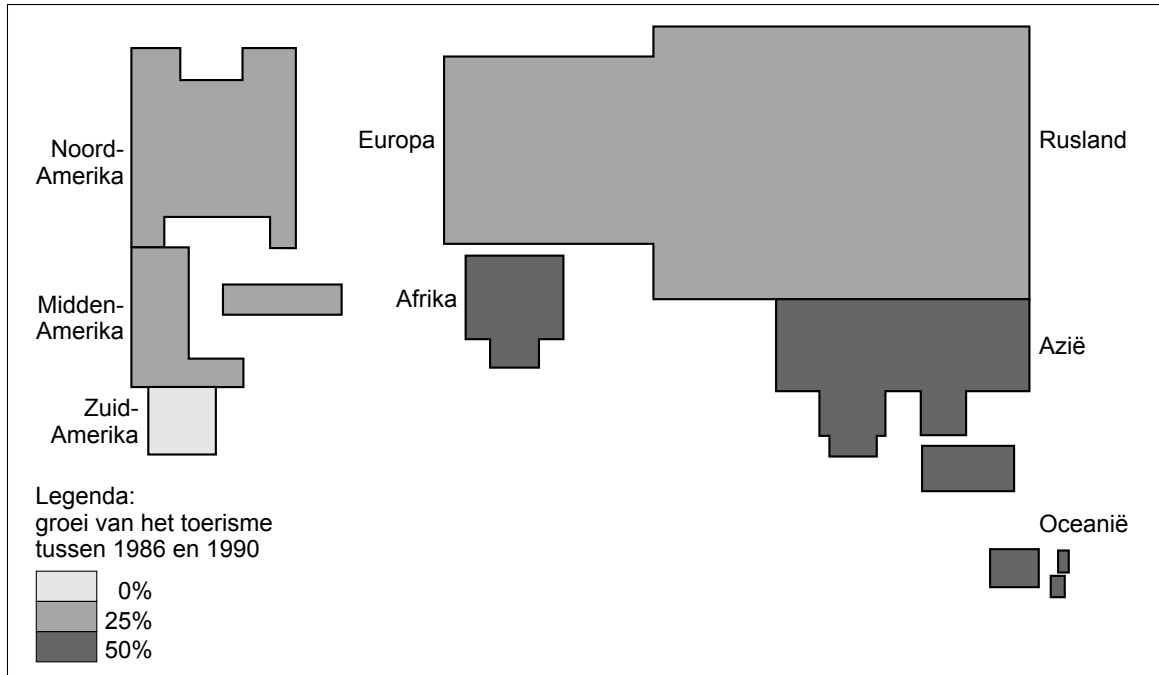 Noord-
Amerika
Europa
Rusland
Midden-
Amerika
Afrika
Azië
Zuid-
Amerika
Oceanië
Legenda:
groei van het toerisme
tussen 1986 en 1990
0%
25%
50%